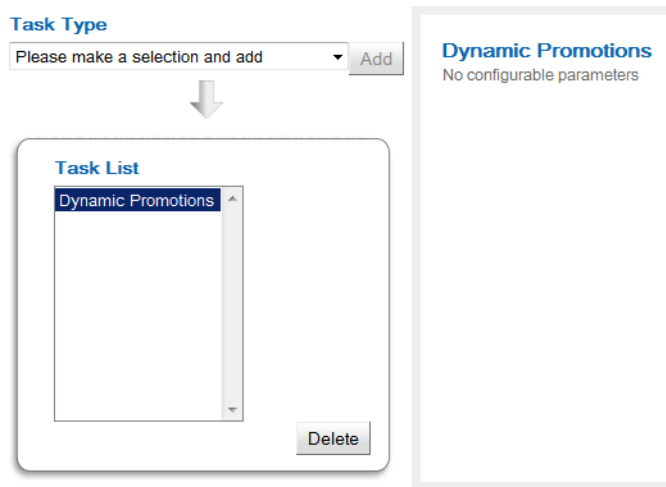 Task Type
Please make a selection and add
Add
Task List
Dynamic Promotions
Delete
Dynamic Promotions
No configurable parameters